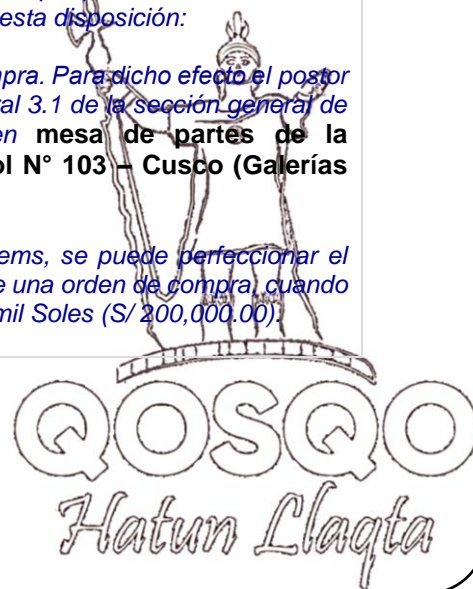 esta disposición:
pra. Para dicho efecto el postor
ral 3.1 de la sección general de
en mesa de partes de la
ol N° 103 – Cusco (Galerías
ems, se puede perfeccionar el
e una orden de compra, cuando
mil Soles (S/ 200,000.00).
QOSQO
Hatun Llaqta